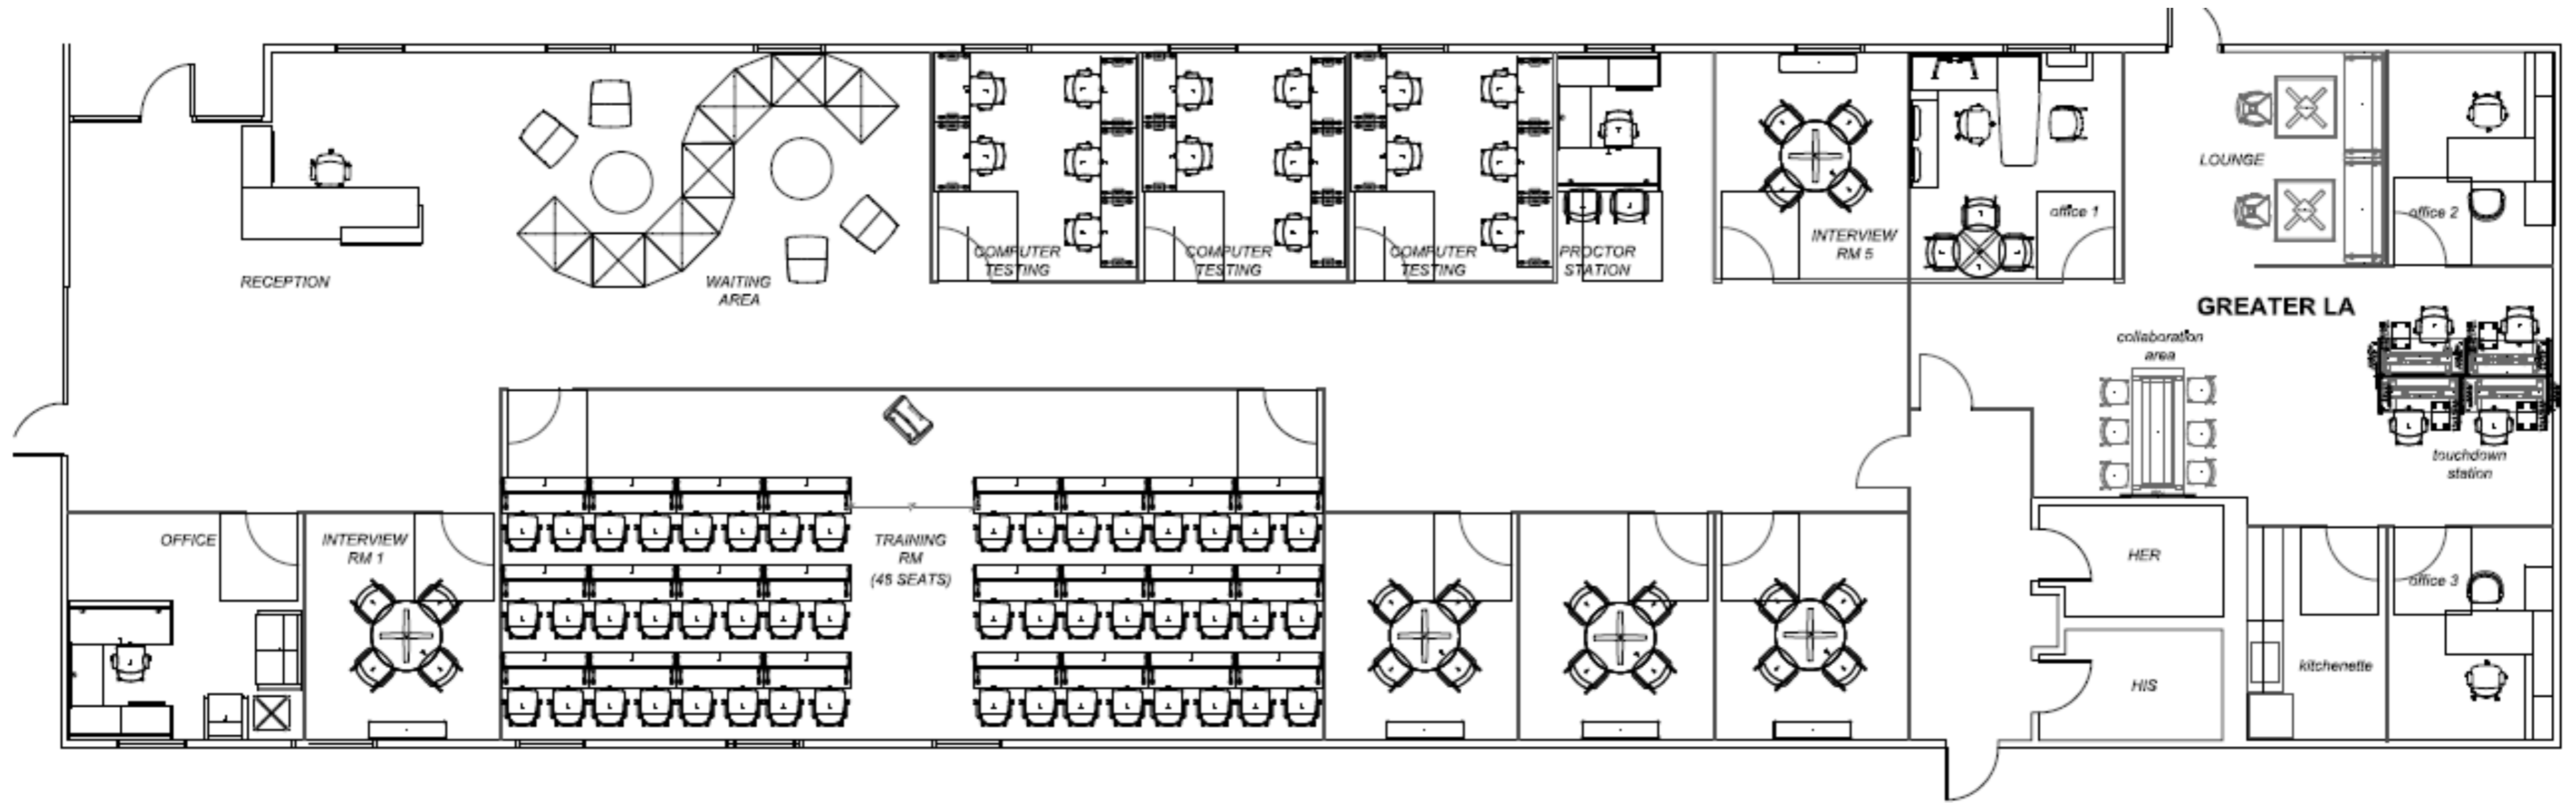 RECEPTION
WAITING
AREA
COMPUTER
TESTING
COMPUTER
TESTING
COMPUTER
TESTING
PROCTOR
STATION
INTERVIEW
RM 5
office 1
LOUNGE
office 2
GREATER LA
collaboration
area
touchdown
station
OFFICE
INTERVIEW
RM 1
TRAINING
RM
(48 SEATS)
HER
HIS
kitchenette
office 3